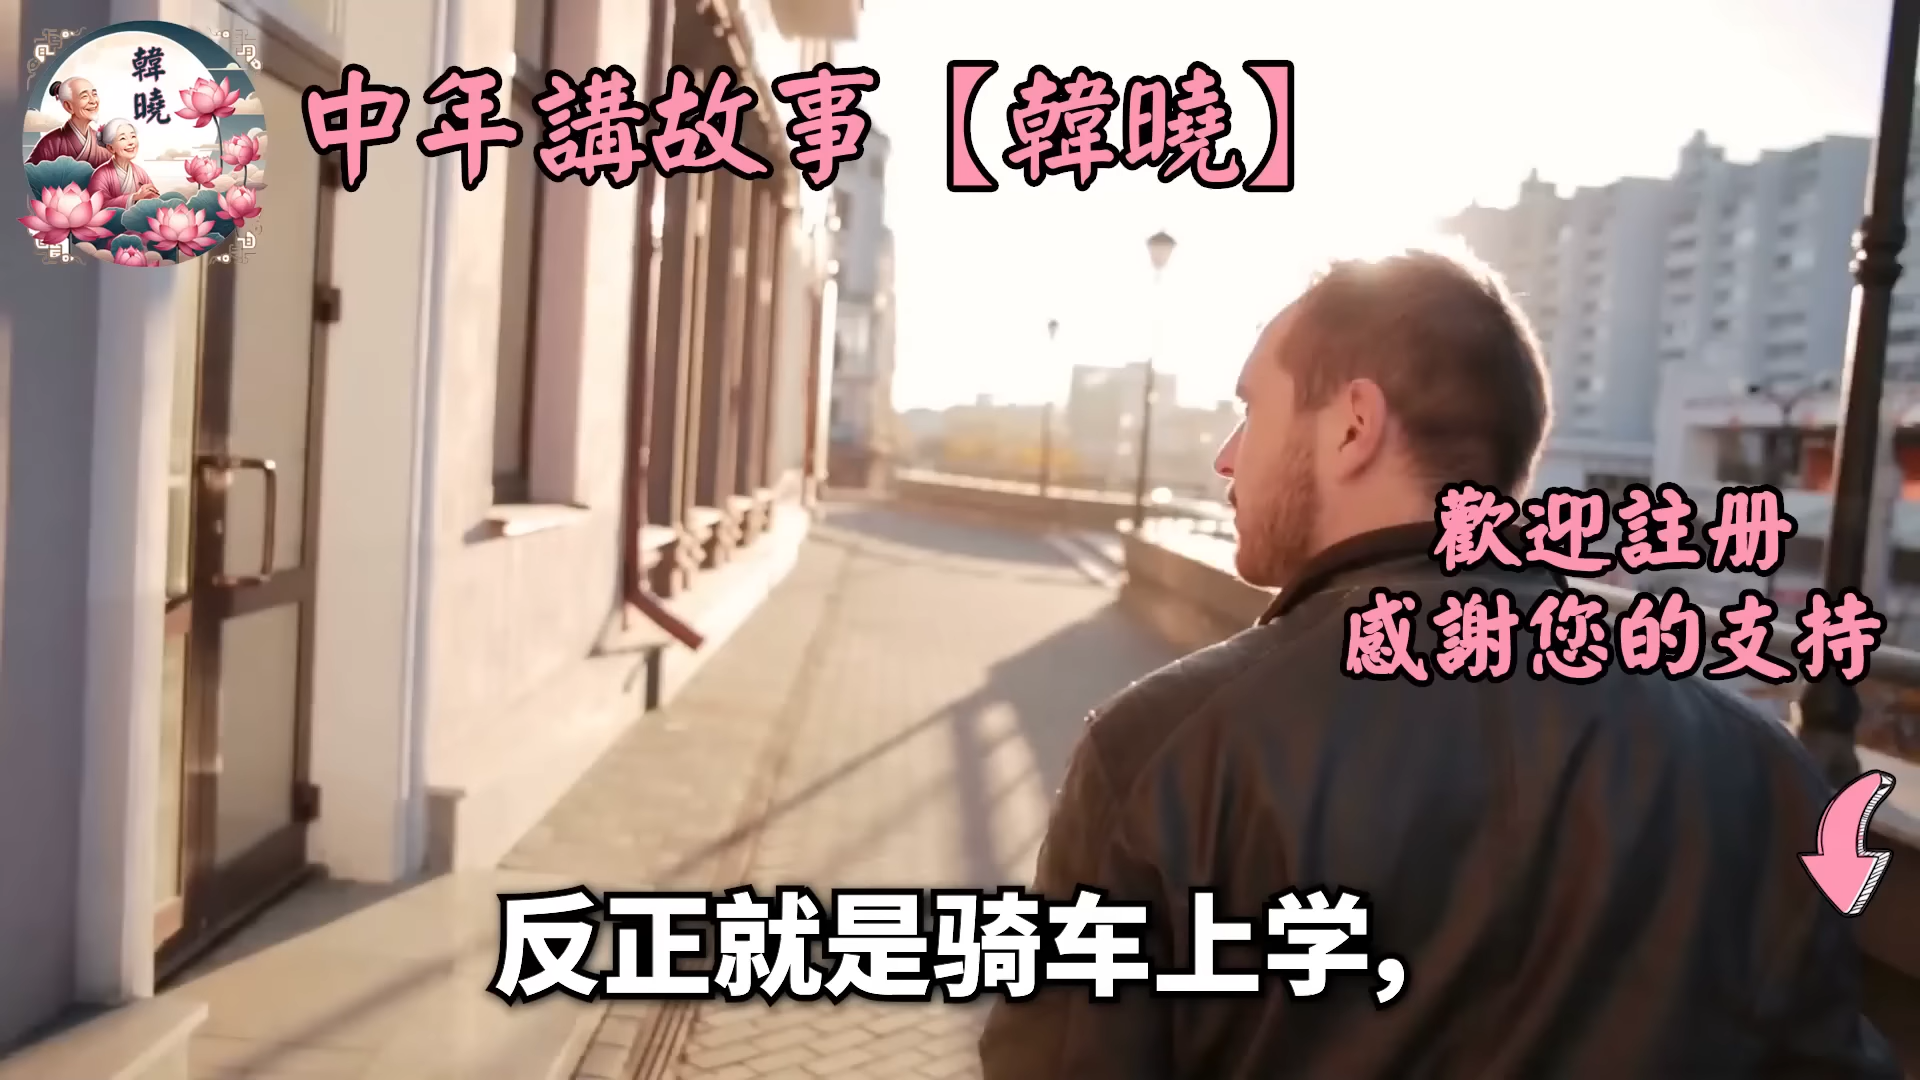 韓曉
中年講故事【韓曉】
歡迎註册
感謝您的支持
反正就是骑车上学,